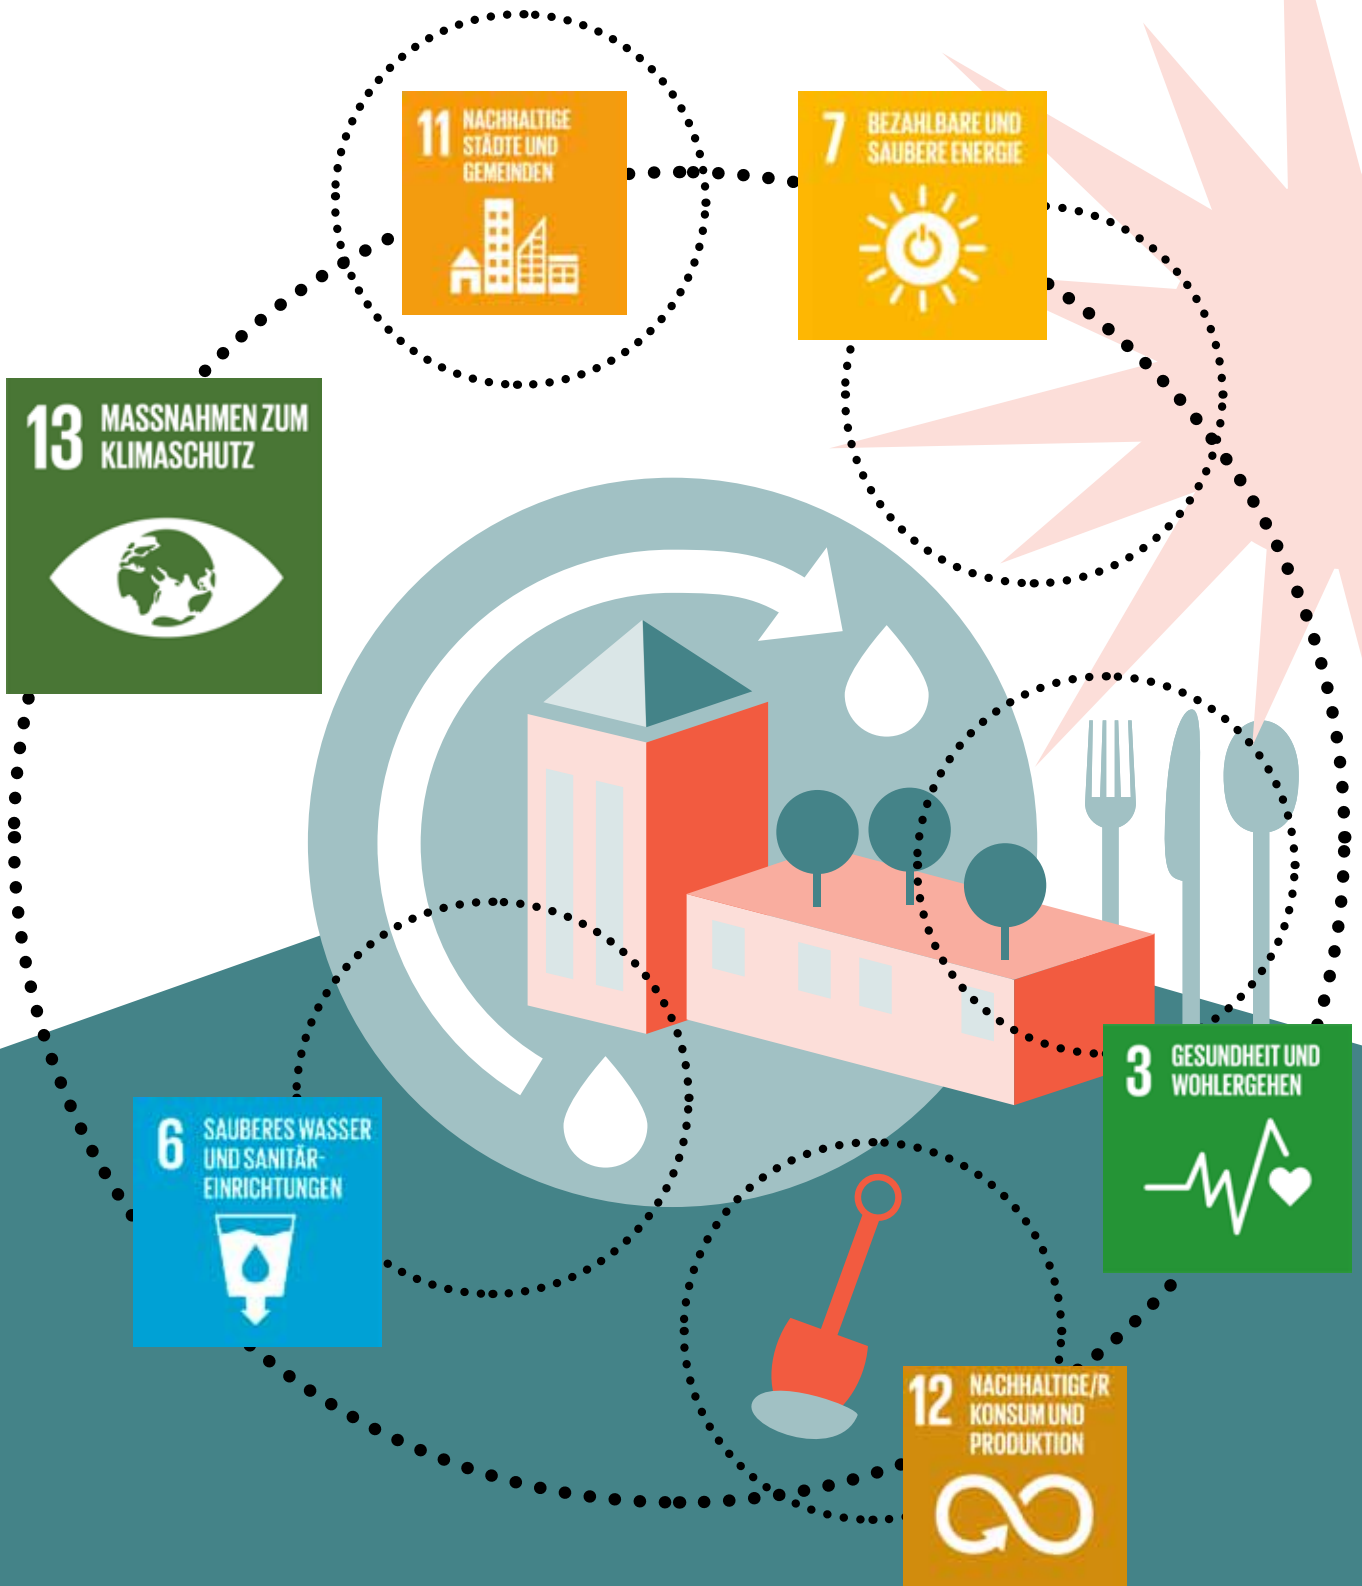 11 NACHHALTIGE
STÄDTE UND
GEMEINDEN
7 BEZAHLBARE UND
SAUBERE ENERGIE
13 MASSNAHMEN ZUM
KLIMASCHUTZ
3 GESUNDHEIT UND
WOHLERGEHEN
6 SAUBERES WASSER
UND SANITÄR-
EINRICHTUNGEN
12 NACHHALTIGE/R
KONSUM UND
PRODUKTION